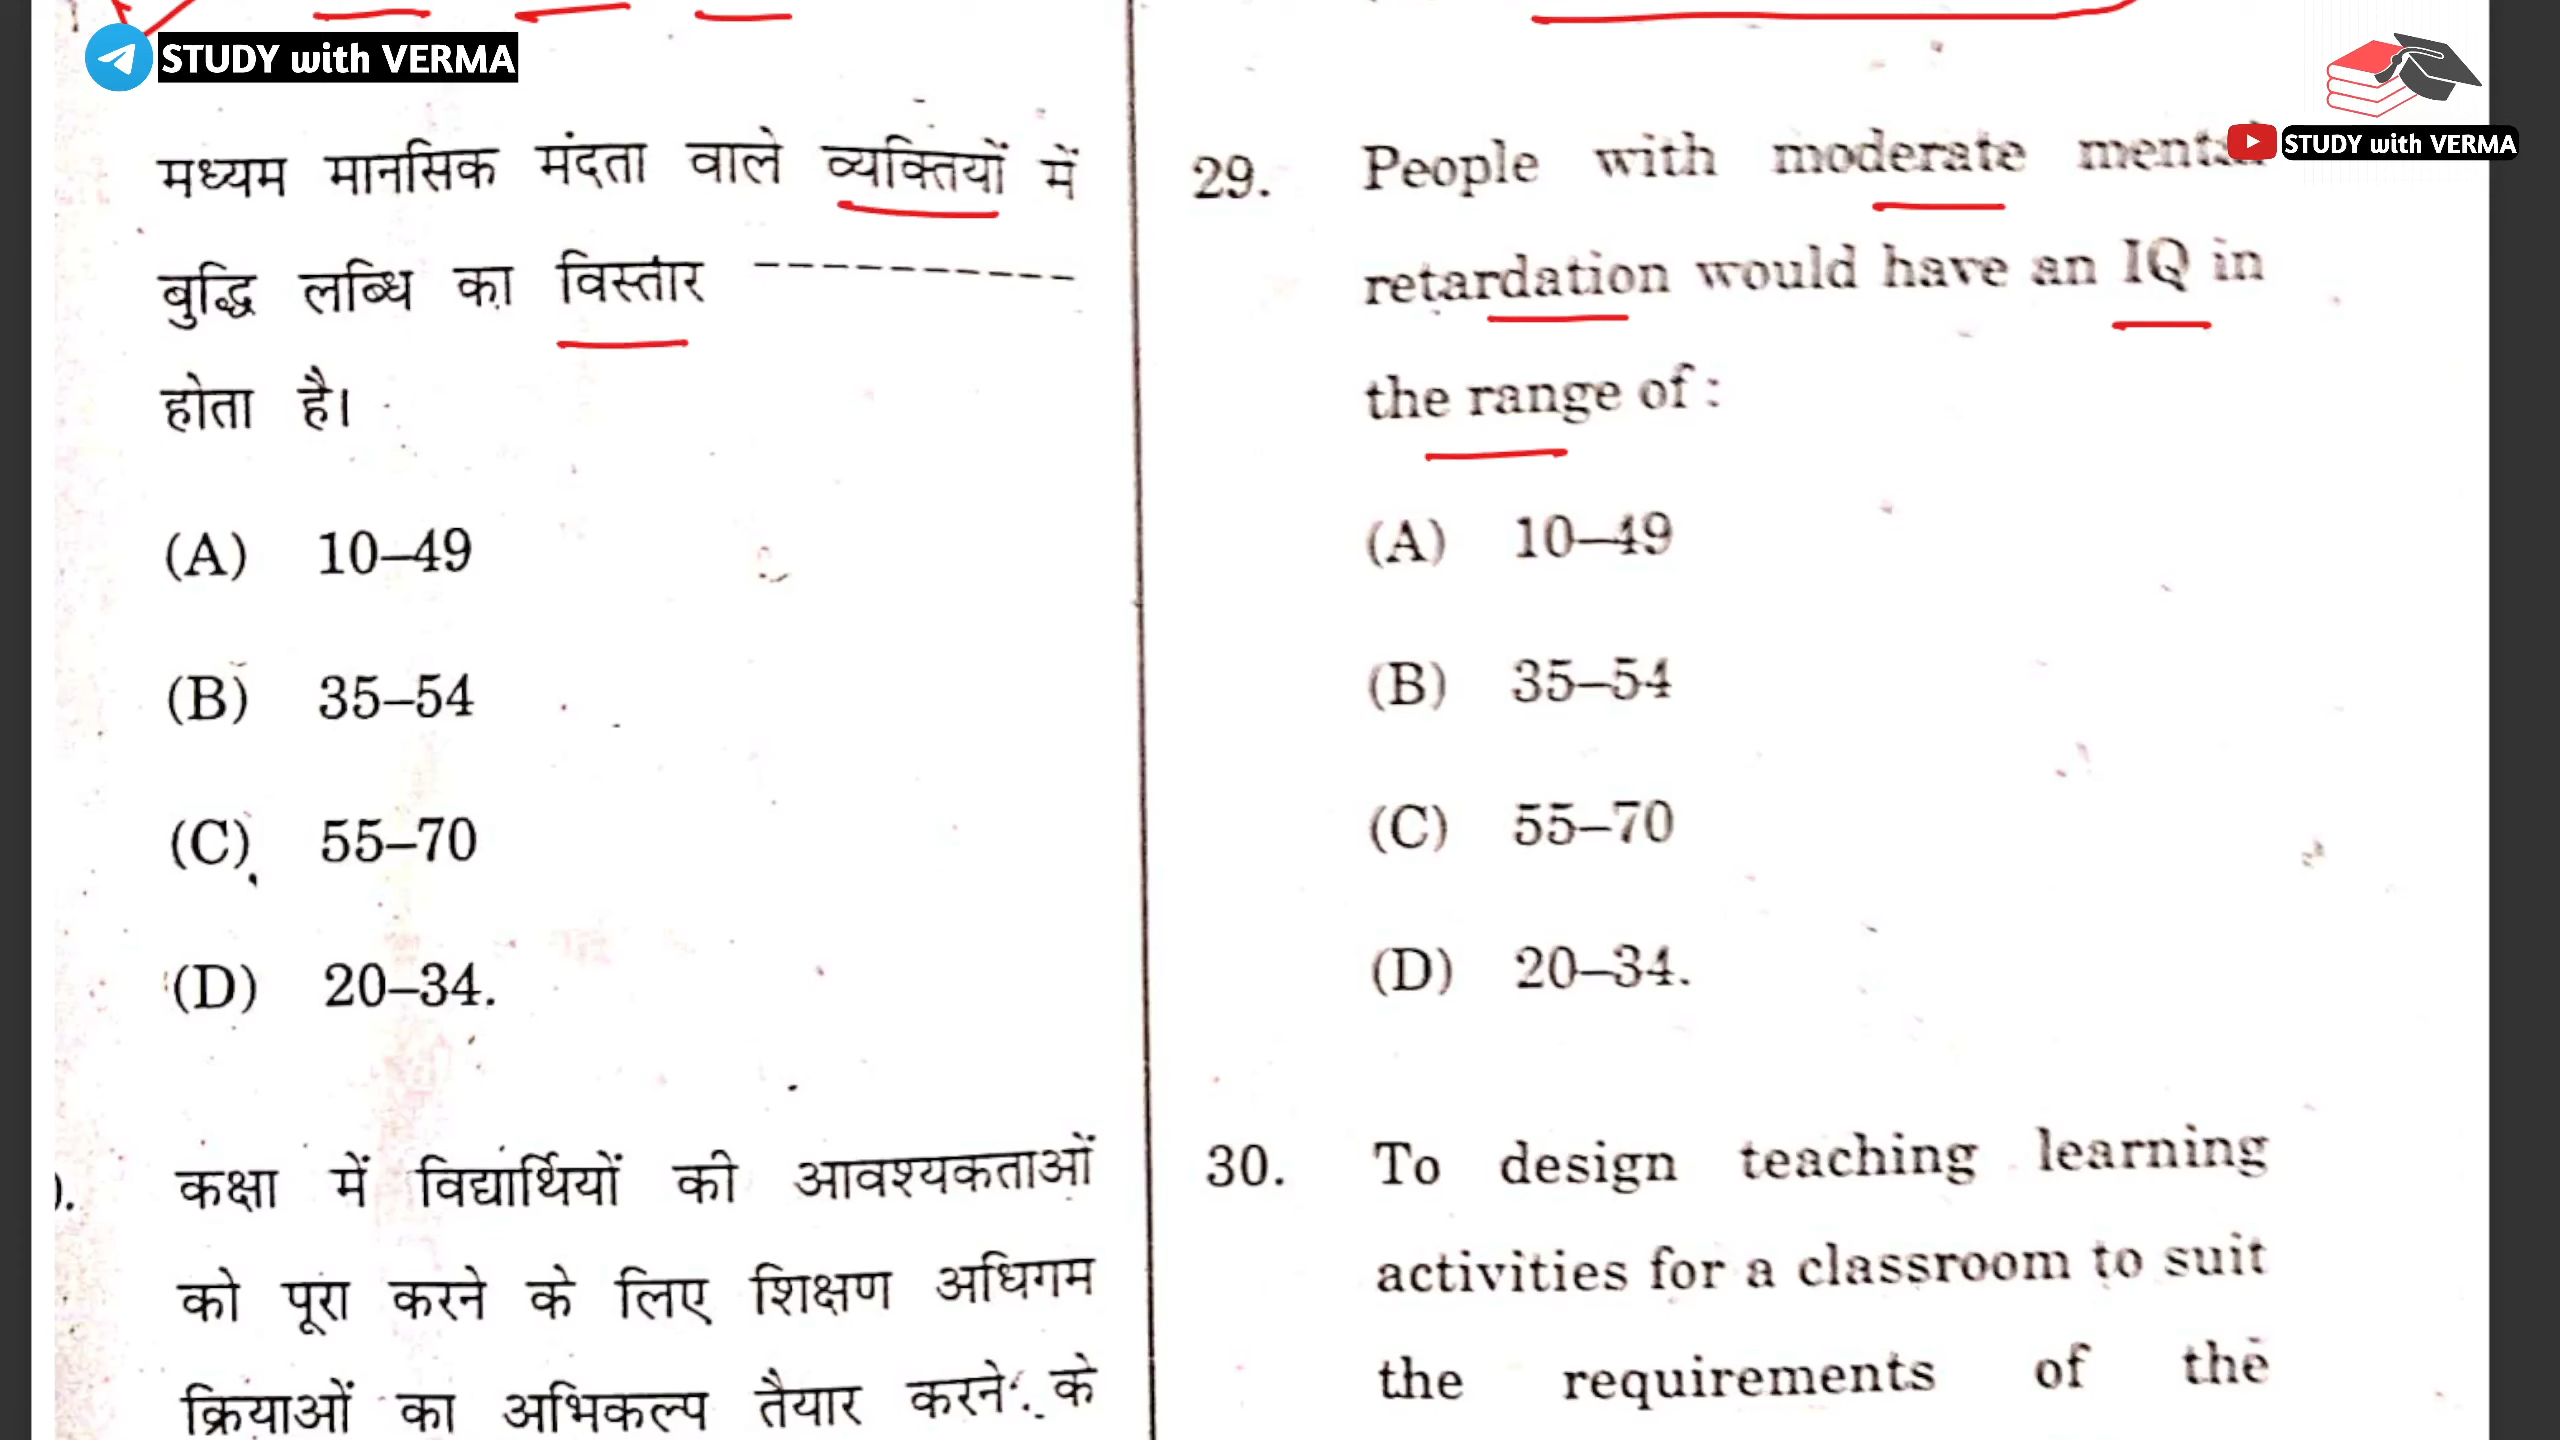 STUDY with VERMA
मध्यम मानसिक मंदता वाले व्यक्तियों में
बुद्धि लब्धि का विस्तार ----------
होता है।
(A) 10–49
(B) 35–54
(C) 55–70
(D) 20–34.
कक्षा में विद्यार्थियों की आवश्यकताओं
को पूरा करने के लिए शिक्षण अधिगम
क्रियाओं का अभिकल्प तैयार करने के
STUDY with VERMA
29. People with moderate mental
retardation would have an IQ in
the range of :
(A) 10–49
(B) 35–54
(C) 55–70
(D) 20–34.
30. To design teaching learning
activities for a classroom to suit
the requirements of the